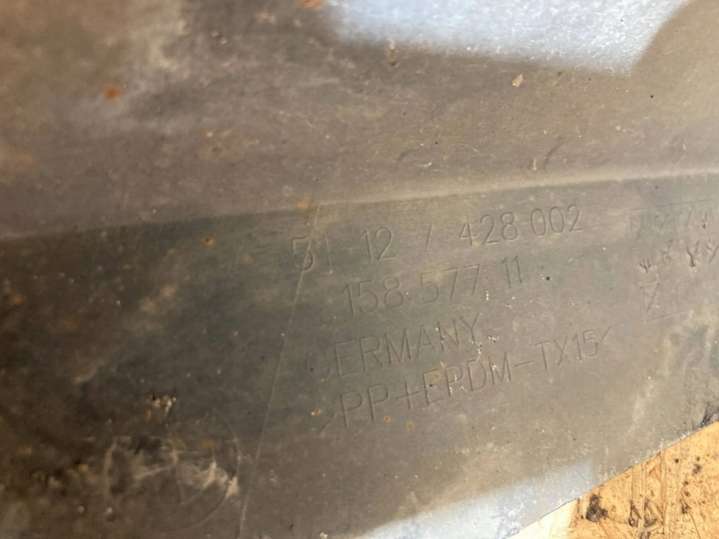 51 12 7 428 002
158 577 11
GERMANY
>PP+EPDM-TX15<